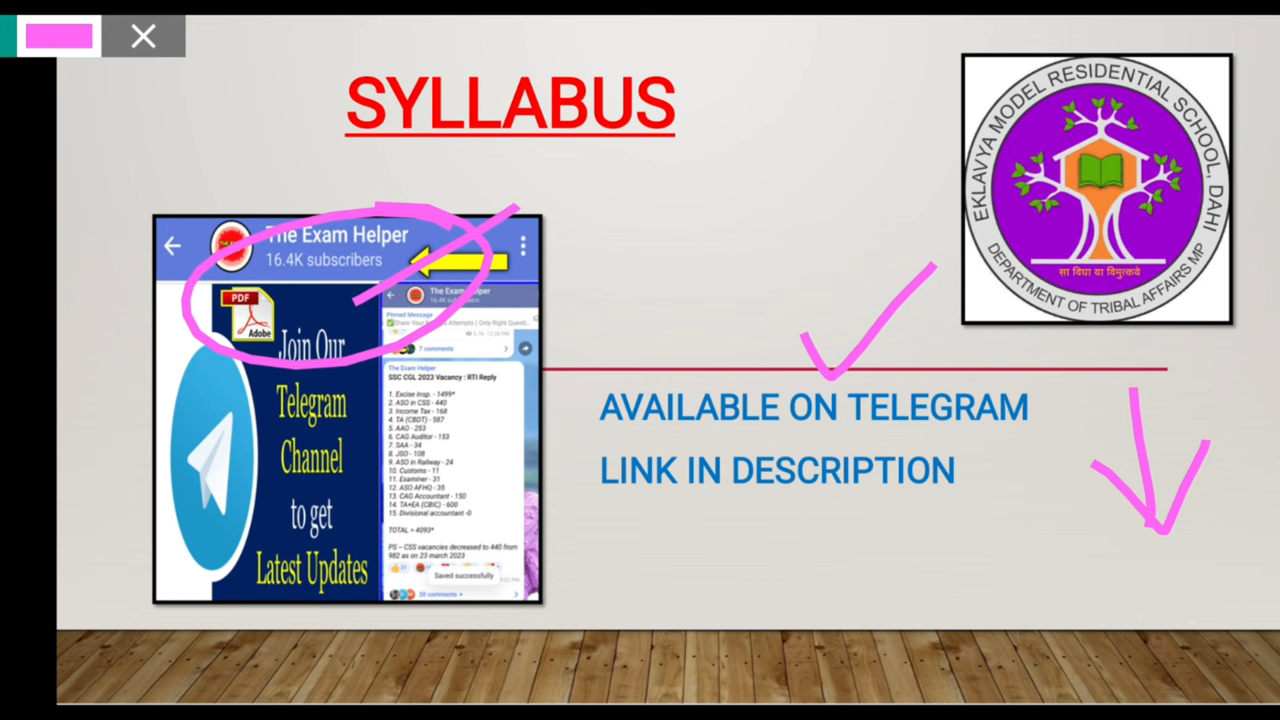 SYLLABUS
EKLAVYA MODEL RESIDENTIAL SCHOOL, DAHI
DEPARTMENT OF TRIBAL AFFAIRS MP
सा विद्या या विमुत्कये
The Exam Helper
16.4K subscribers
PDF
Adobe
Join Our
Telegram
Channel
to get
Latest Updates
The Exam Helper
16.4K subscribers
Pinned Message
7 comments
The Exam Helper
SSC CGL 2023 Vacancy : RTI Reply
1. Excise Insp. - 1499*
2. ASO in CSS - 440
3. Income Tax - 168
4. TA (CBDT) - 587
5. AAO - 253
6. CAG Auditor - 153
7. SAA - 34
8. JSO - 108
9. ASO in Railway - 24
10. Customs - 11
11. Examiner - 31
12. ASO AFHQ - 35
13. CAG Accountant - 150
14. TA+EA (CBIC) - 600
15. Divisional accountant -0
TOTAL = 4093*
PS – CSS vacancies decreased to 440 from
982 as on 23 march 2023
Saved successfully
20 comments
AVAILABLE ON TELEGRAM
LINK IN DESCRIPTION